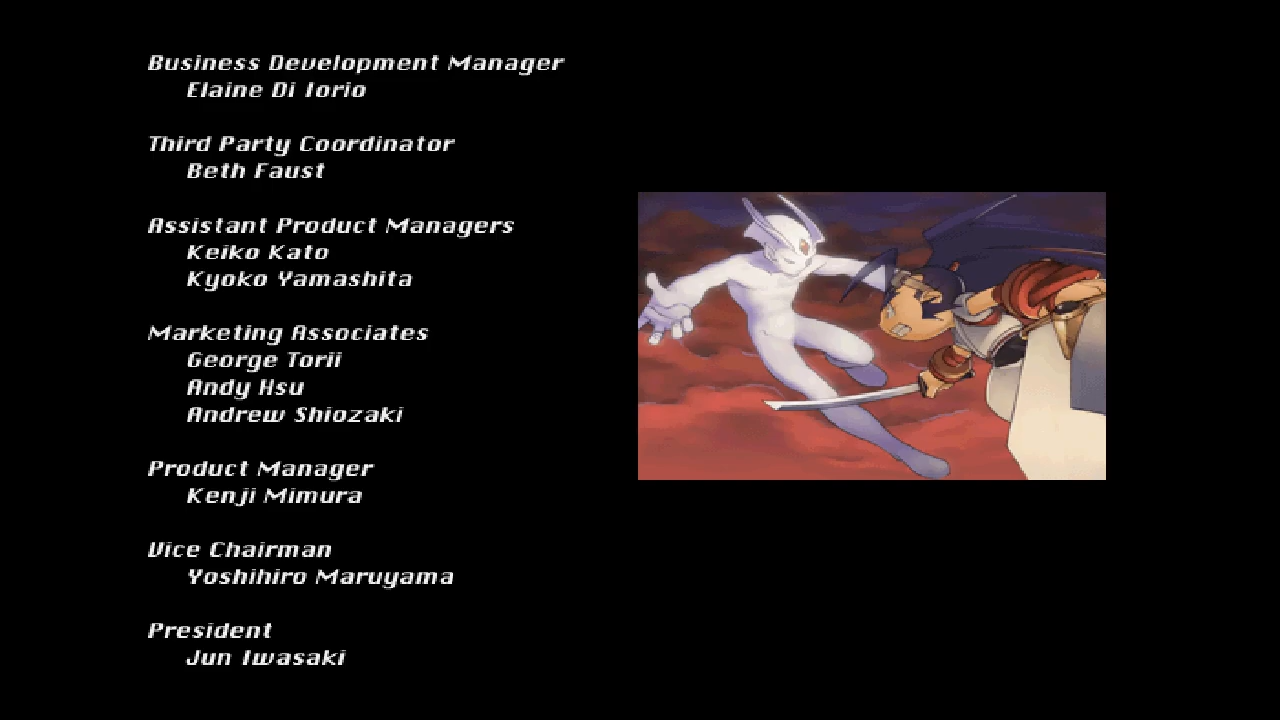 Business Development Manager
Elaine Di Iorio
Third Party Coordinator
Beth Faust
Assistant Product Managers
Keiko Kato
Kyoko Yamashita
Marketing Associates
George Torii
Andy Hsu
Andrew Shiozaki
Product Manager
Kenji Mimura
Vice Chairman
Yoshihiro Maruyama
President
Jun Iwasaki